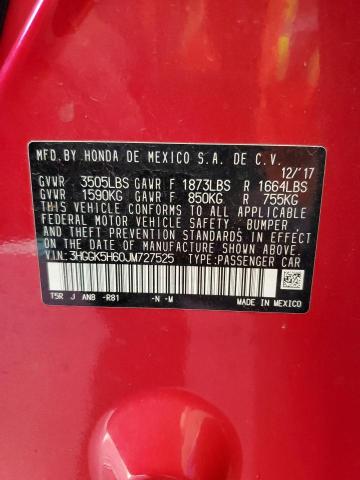 MFD.BY HONDA DE MEXICO S.A. DE C.V.
12/'17
GVWR 3505LBS GAWR F 1873LBS R 1664LBS
GVWR 1590KG GAWR F 850KG R 755KG
THIS VEHICLE CONFORMS TO ALL APPLICABLE
FEDERAL MOTOR VEHICLE SAFETY, BUMPER,
AND THEFT PREVENTION STANDARDS IN EFFECT
ON THE DATE OF MANUFACTURE SHOWN ABOVE.
VIN:3HGGK5H60JM727525 TYPE:PASSENGER CAR
T5R J ANB -R81 -N -M
MADE IN MEXICO